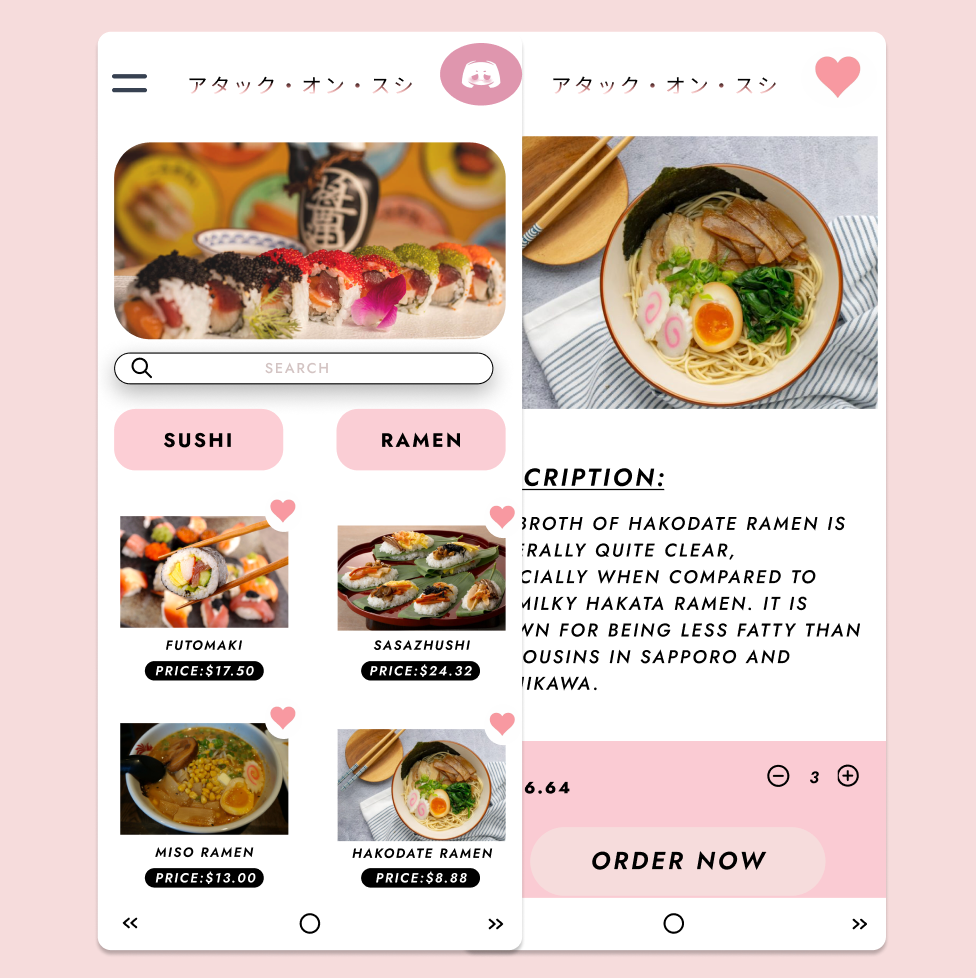 アタック・オン・スシ
SEARCH
SUSHI
RAMEN
FUTOMAKI
PRICE:$17.50
SASAZHUSHI
PRICE:$24.32
MISO RAMEN
PRICE:$13.00
HAKODATE RAMEN
PRICE:$8.88
アタック・オン・スシ
CRIPTION:
BROTH OF HAKODATE RAMEN IS
ERALLY QUITE CLEAR,
CIALLY WHEN COMPARED TO
MILKY HAKATA RAMEN. IT IS
WN FOR BEING LESS FATTY THAN
OUSINS IN SAPPORO AND
HIKAWA.
6.64
3
ORDER NOW